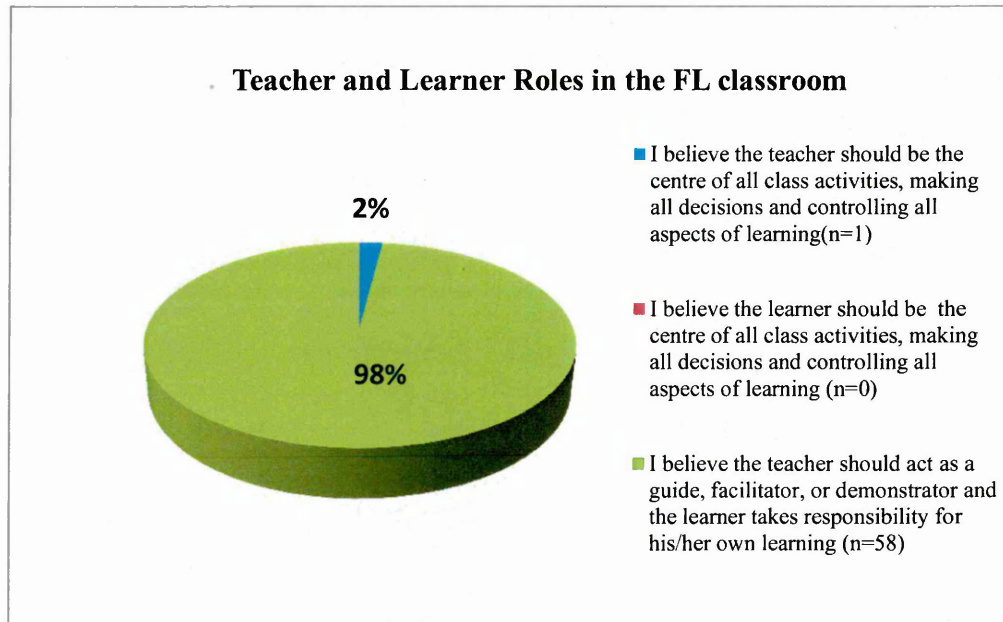 Teacher and Learner Roles in the FL classroom
I believe the teacher should be the
centre of all class activities, making
all decisions and controlling all
aspects of learning(n=1)
2%
I believe the learner should be  the
centre of all class activities, making
all decisions and controlling all
aspects of learning (n=0)
98%
I believe the teacher should act as a
guide, facilitator, or demonstrator and
the learner takes responsibility for
his/her own learning (n=58)